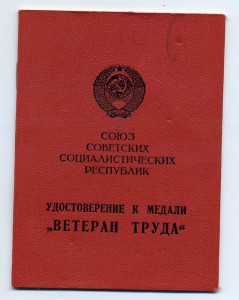 СОЮЗ
СОВЕТСКИХ
СОЦИАЛИСТИЧЕСКИХ
РЕСПУБЛИК
УДОСТОВЕРЕНИЕ К МЕДАЛИ
„ВЕТЕРАН ТРУДА“